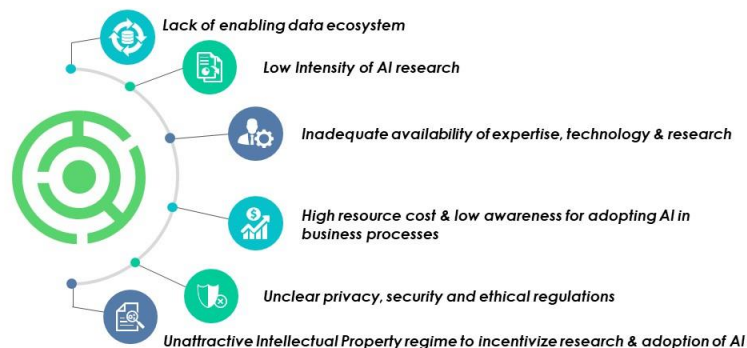 Lack of enabling data ecosystem
Low Intensity of AI research
Inadequate availability of expertise, technology & research
High resource cost & low awareness for adopting AI in
business processes
Unclear privacy, security and ethical regulations
Unattractive Intellectual Property regime to incentivize research & adoption of AI